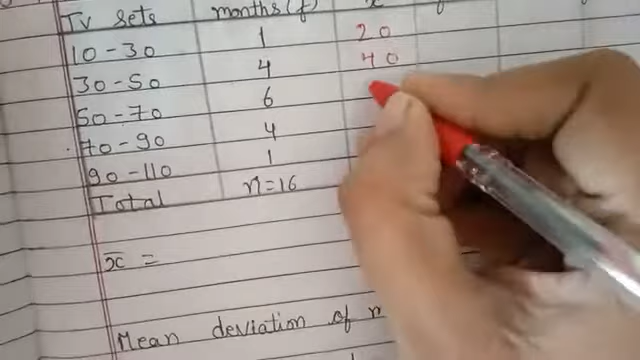 Tv sets months (f) x
10-30 1 20
30-50 4 40
50-70 6
70-90 4
90-110 1
Total n=16
x̄ =
Mean deviation of